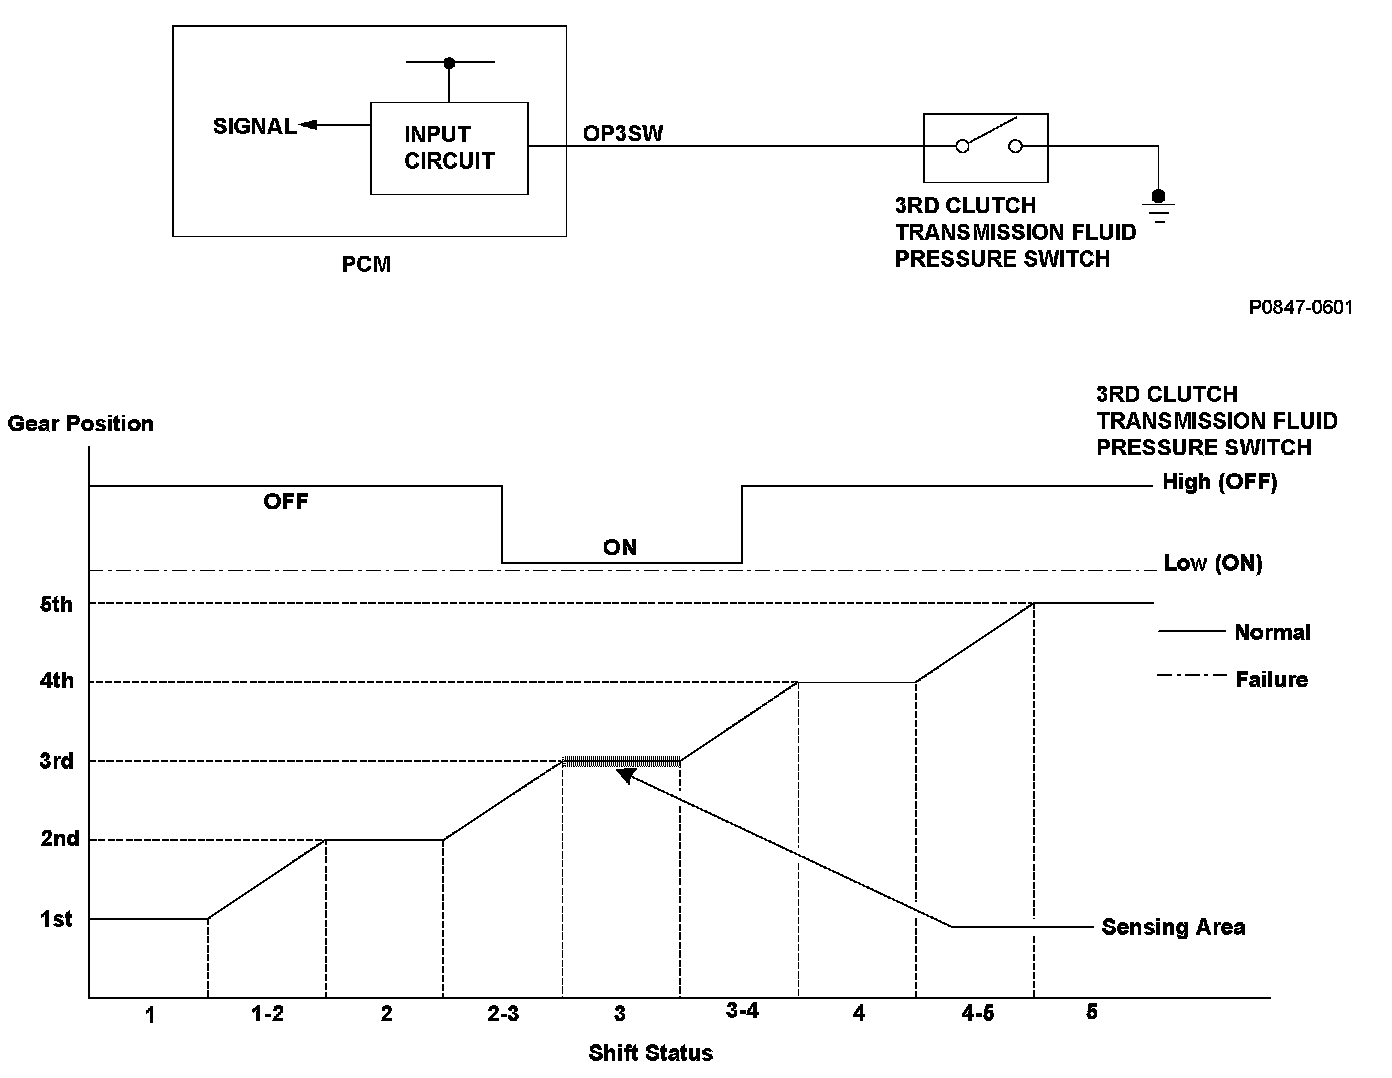 SIGNAL
INPUT
CIRCUIT
OP3SW
3RD CLUTCH
TRANSMISSION FLUID
PRESSURE SWITCH
PCM
P0847-0601
3RD CLUTCH
TRANSMISSION FLUID
PRESSURE SWITCH
Gear Position
High (OFF)
OFF
ON
Low (ON)
5th
Normal
4th
Failure
3rd
2nd
1st
Sensing Area
1
1-2
2
2-3
3
3-4
4
4-5
5
Shift Status